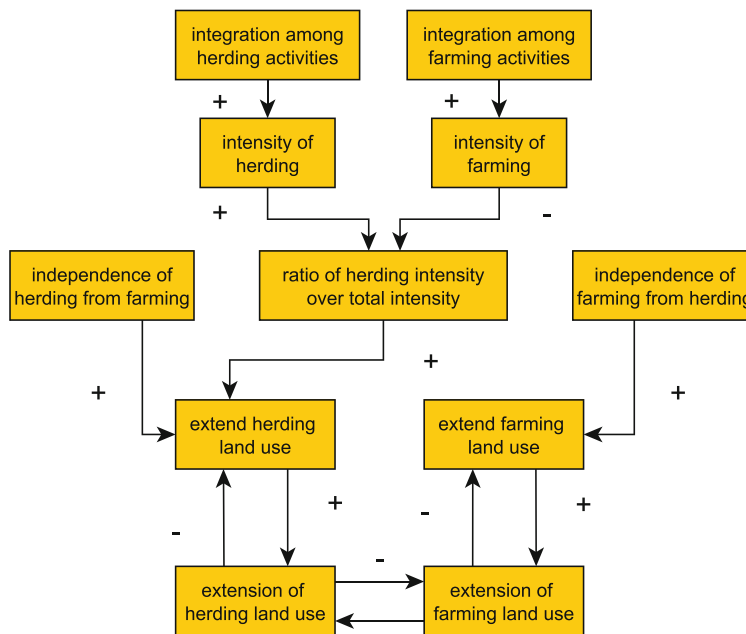 integration among
herding activities
integration among
farming activities
+
+
intensity of
herding
intensity of
farming
+
-
independence of
herding from farming
ratio of herding intensity
over total intensity
independence of
farming from herding
+
+
+
extend herding
land use
extend farming
land use
-
+
-
+
-
extension of
herding land use
extension of
farming land use